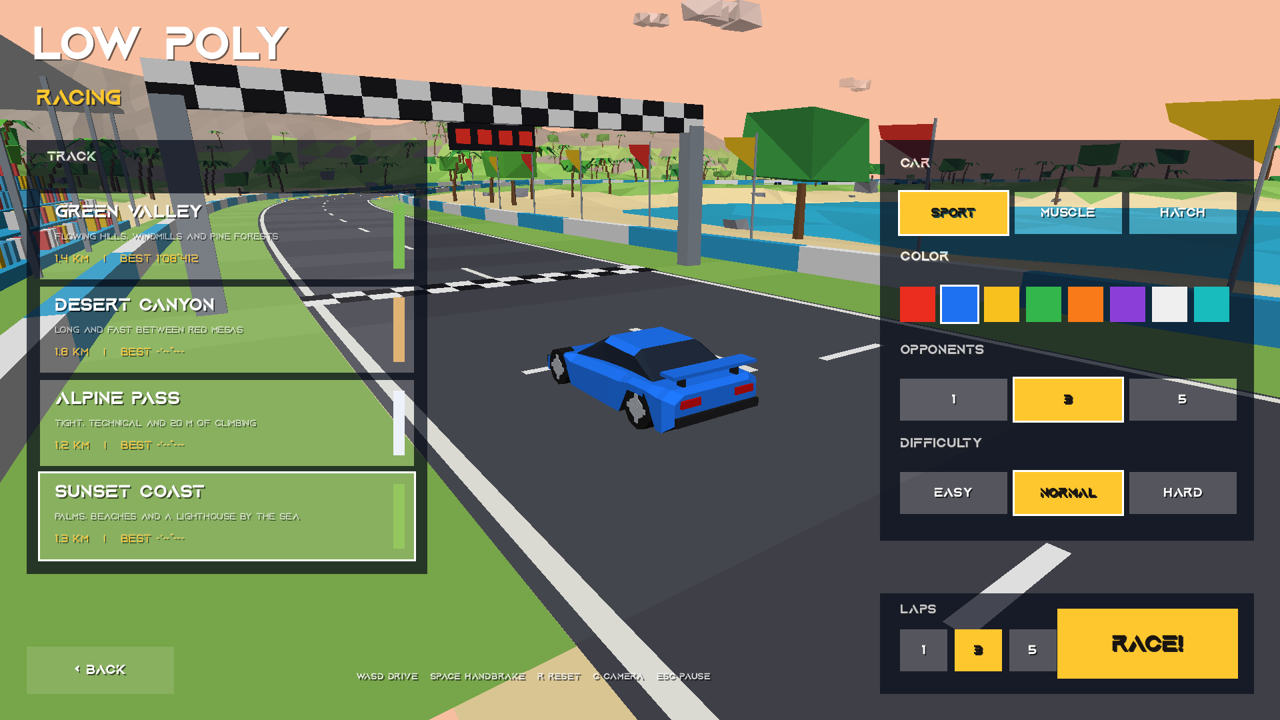 LOW POLY
RACING
TRACK
GREEN VALLEY
FLOWING HILLS, WINDMILLS AND PINE FORESTS
1.4 KM | BEST 1'08"412
DESERT CANYON
LONG AND FAST BETWEEN RED MESAS
1.8 KM | BEST -'--"---
ALPINE PASS
TIGHT, TECHNICAL AND 20 M OF CLIMBING
1.2 KM | BEST -'--"---
SUNSET COAST
PALMS, BEACHES AND A LIGHTHOUSE BY THE SEA
1.3 KM | BEST -'--"---
‹ BACK
WASD DRIVE SPACE HANDBRAKE R RESET C CAMERA ESC PAUSE
CAR
SPORT MUSCLE HATCH
COLOR
OPPONENTS
1 3 5
DIFFICULTY
EASY NORMAL HARD
LAPS
1 3 5
RACE!